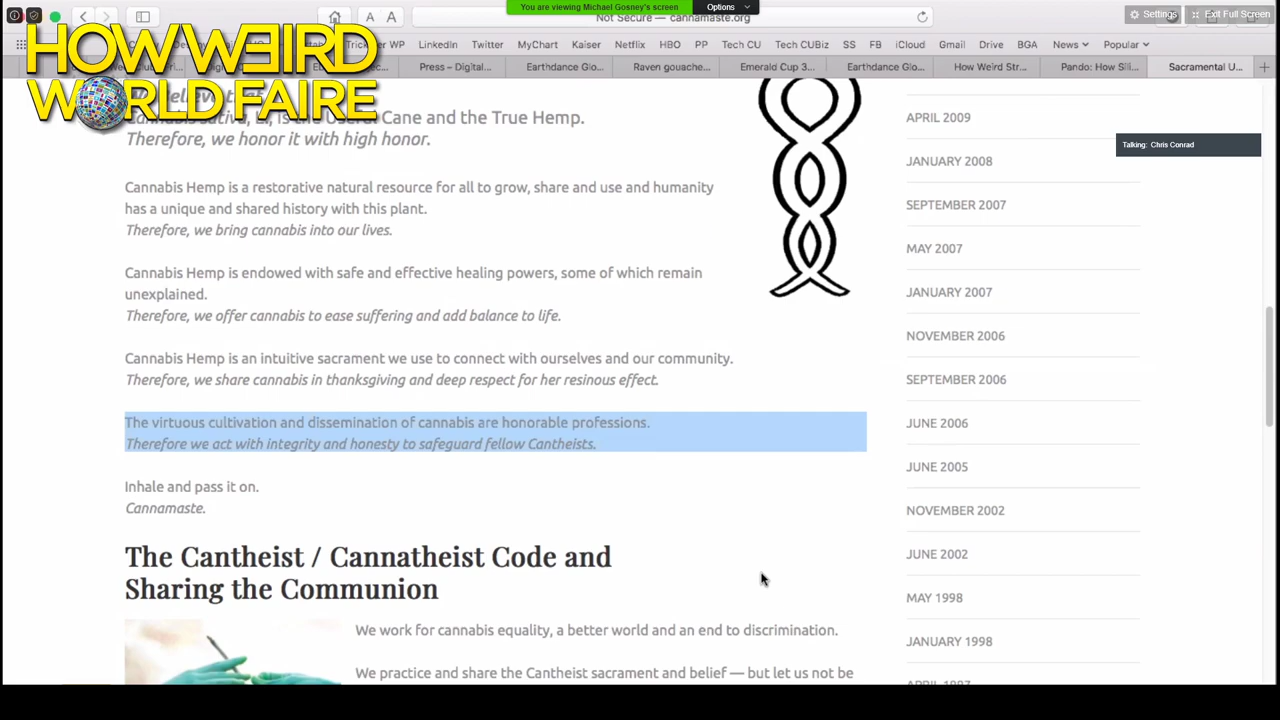 You are viewing Michael Gosney's screen
Options
Not Secure — cannamaste.org
Settings
Exit Full Screen
WP LinkedIn Twitter MyChart Kaiser Netflix HBO PP Tech CU Tech CUBiz SS FB iCloud Gmail Drive BGA News Popular
HOW WEIRD
WORLD FAIRE
Press – Digital...
Earthdance Glo...
Raven gouache...
Emerald Cup 3...
Earthdance Glo...
How Weird Str...
Pando: How Sili...
Sacramental U...
Talking: Chris Conrad
Cane and the True Hemp.
Therefore, we honor it with high honor.
Cannabis Hemp is a restorative natural resource for all to grow, share and use and humanity
has a unique and shared history with this plant.
Therefore, we bring cannabis into our lives.
Cannabis Hemp is endowed with safe and effective healing powers, some of which remain
unexplained.
Therefore, we offer cannabis to ease suffering and add balance to life.
Cannabis Hemp is an intuitive sacrament we use to connect with ourselves and our community.
Therefore, we share cannabis in thanksgiving and deep respect for her resinous effect.
The virtuous cultivation and dissemination of cannabis are honorable professions.
Therefore we act with integrity and honesty to safeguard fellow Cantheists.
Inhale and pass it on.
Cannamaste.
The Cantheist / Cannatheist Code and
Sharing the Communion
We work for cannabis equality, a better world and an end to discrimination.
We practice and share the Cantheist sacrament and belief — but let us not be
APRIL 2009
JANUARY 2008
SEPTEMBER 2007
MAY 2007
JANUARY 2007
NOVEMBER 2006
SEPTEMBER 2006
JUNE 2006
JUNE 2005
NOVEMBER 2002
JUNE 2002
MAY 1998
JANUARY 1998